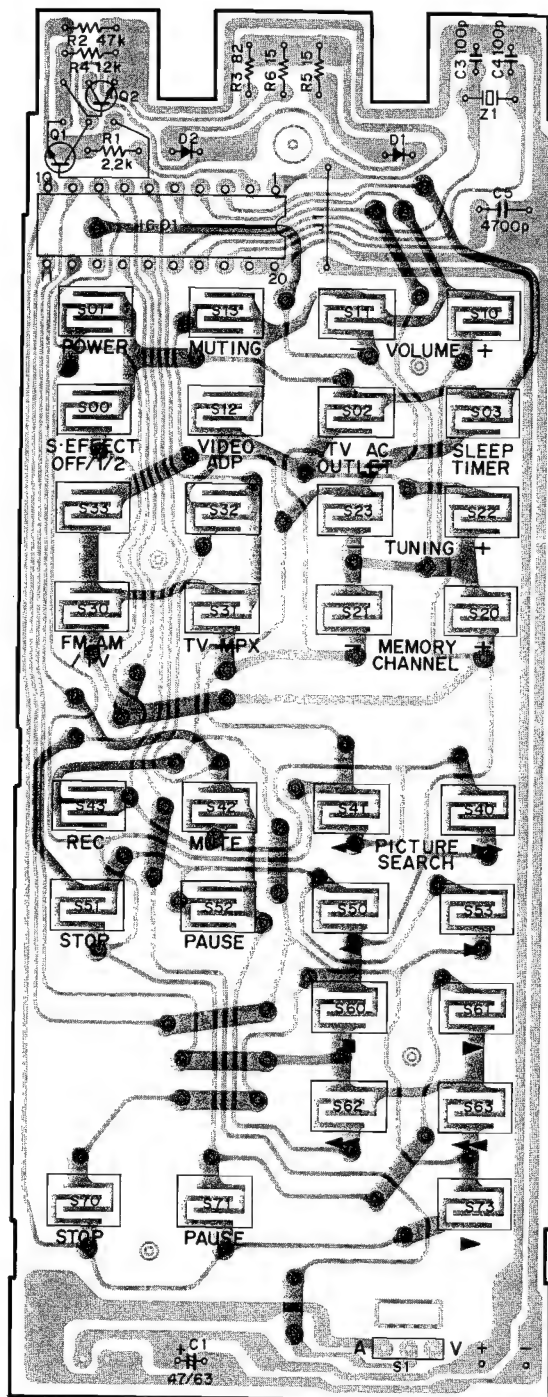 R2 47k
R4 12k
Q2
Q1
R1
2.2k
D2
R3 82
R6 15
R5 15
D1
C3 100p
C4 100p
Z1
C5
4700p
10
1
J1
11
20
S01
S13
S11
S10
POWER
MUTING
- VOLUME +
S00
S12
S02
S03
S·EFFECT
OFF/1/2
VIDEO
ADP
TV AC
OUTLET
SLEEP
TIMER
S33
S32
S23
S22
- TUNING +
S30
S31
S21
S20
FM·AM
/TV
TV-MPX
- MEMORY +
CHANNEL
S43
S42
S41
S40
REC
MUTE
◀ PICTURE ▶
SEARCH
S51
S52
S50
S53
STOP
PAUSE
S60
S61
S62
S63
S70
S71
S73
STOP
PAUSE
C1
+
47/63
A V + -
S1